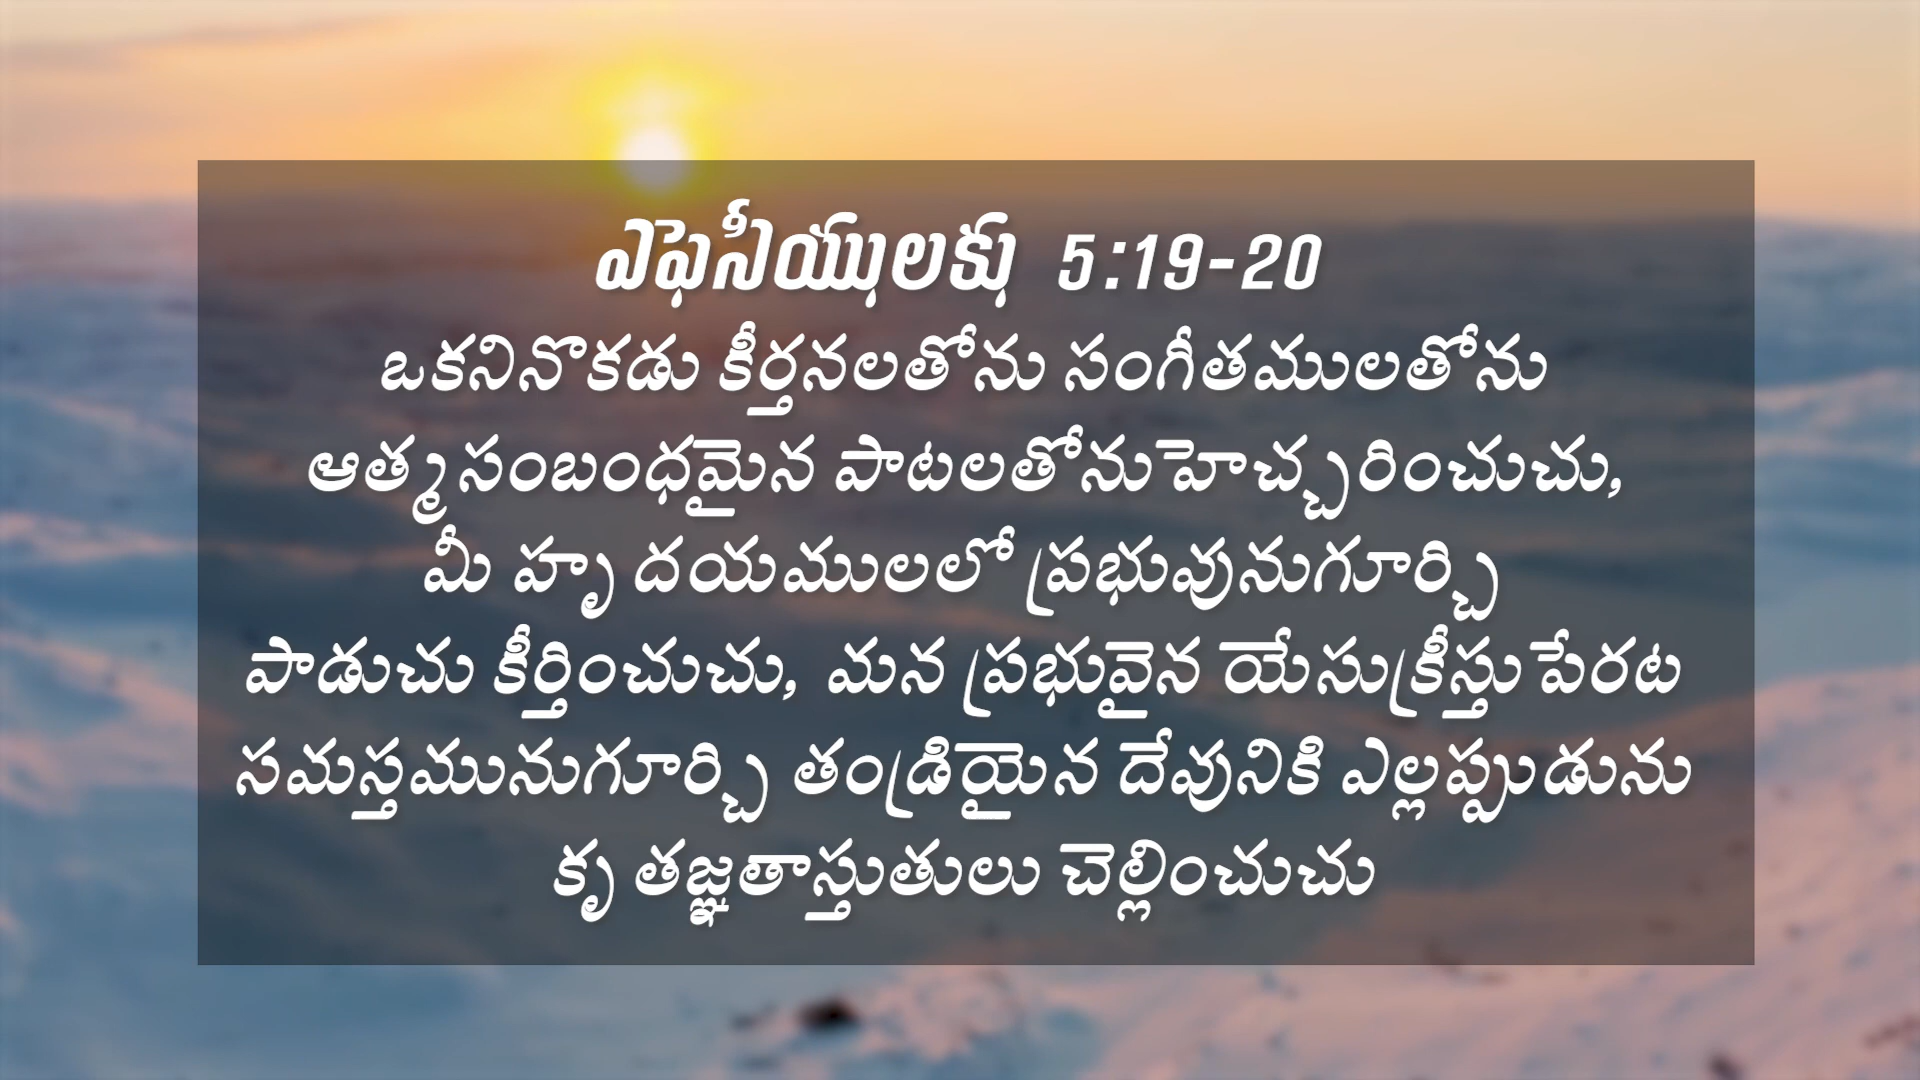 ఎఫెసీయులకు 5:19-20
ఒకనినొకడు కీర్తనలతోను సంగీతములతోను
ఆత్మసంబంధమైన పాటలతోనుహెచ్చరించుచు,
మీ హృదయములలో ప్రభువునుగూర్చి
పాడుచు కీర్తించుచు, మన ప్రభువైన యేసుక్రీస్తుపేరట
సమస్తమునుగూర్చి తండ్రియైన దేవునికి ఎల్లప్పుడును
కృతజ్ఞతాస్తుతులు చెల్లించుచు